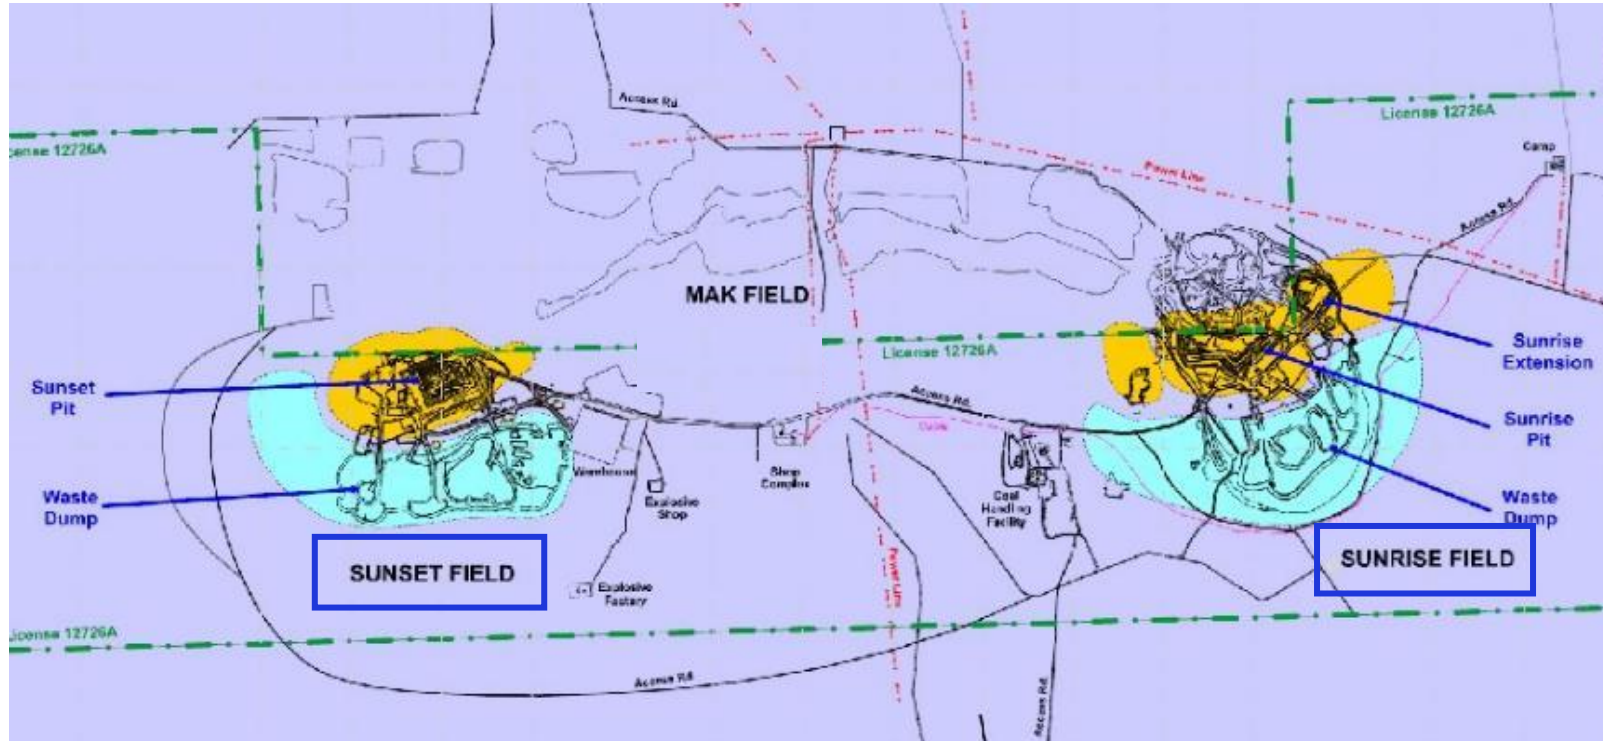 Access Rd.
License 12726A
cense 12726A
Camp
Power Line
Access Rd.
MAK FIELD
License 12726A
Sunrise
Extension
Sunset
Pit
Access Rd.
Cable
Sunrise
Pit
Warehouse
Shop
Complex
Coal
Handling
Facility
Explosive
Shop
Waste
Dump
Waste
Dump
SUNSET FIELD
SUNRISE FIELD
Explosive
Factory
Power Line
License 12726A
Access Rd.
Access Rd.